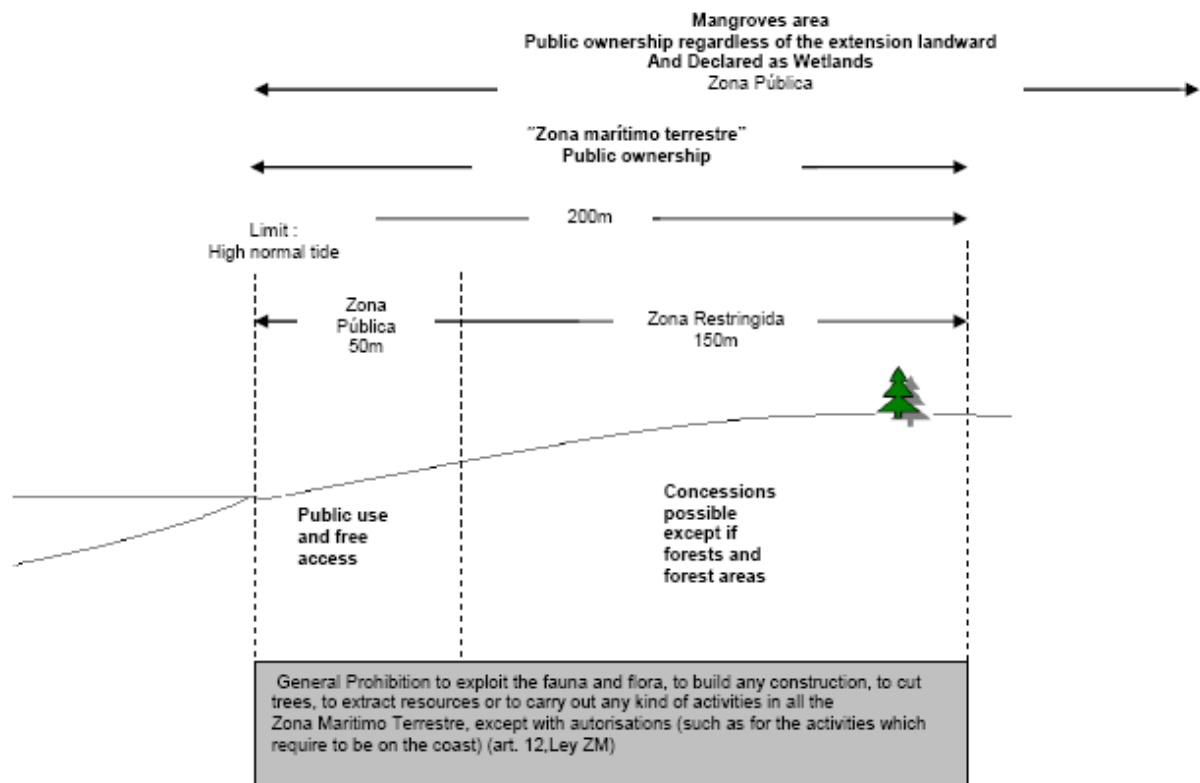 Mangroves area
Public ownership regardless of the extension landward
And Declared as Wetlands
Zona Pública
"Zona marítimo terrestre"
Public ownership
200m
Limit :
High normal tide
Zona
Pública
50m
Zona Restringida
150m
Public use
and free
access
Concessions
possible
except if
forests and
forest areas
General Prohibition to exploit the fauna and flora, to build any construction, to cut
trees, to extract resources or to carry out any kind of activities in all the
Zona Maritimo Terrestre, except with autorisations (such as for the activities which
require to be on the coast) (art. 12,Ley ZM)